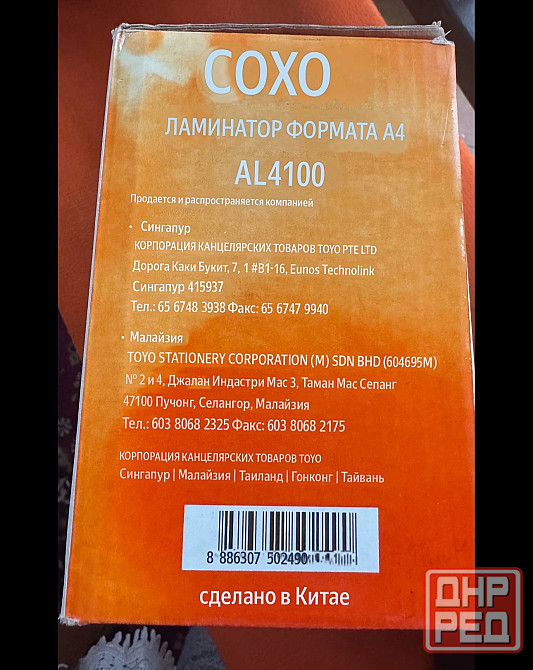 COXO
ЛАМИНАТОР ФОРМАТА А4
AL4100
Продается и распространяется компанией
• Сингапур
КОРПОРАЦИЯ КАНЦЕЛЯРСКИХ ТОВАРОВ TOYO PTE LTD
Дорога Каки Букит, 7, 1 #B1-16, Eunos Technolink
Сингапур 415937
Тел.: 65 6748 3938 Факс: 65 6747 9940
• Малайзия
TOYO STATIONERY CORPORATION (M) SDN BHD (604695M)
№ 2 и 4, Джалан Индастри Мас 3, Таман Мас Сепанг
47100 Пучонг, Селангор, Малайзия
Тел.: 603 8068 2325 Факс: 603 8068 2175
КОРПОРАЦИЯ КАНЦЕЛЯРСКИХ ТОВАРОВ TOYO
Сингапур | Малайзия | Таиланд | Гонконг | Тайвань
8 886307 502490
сделано в Китае
ДНР
РЕД